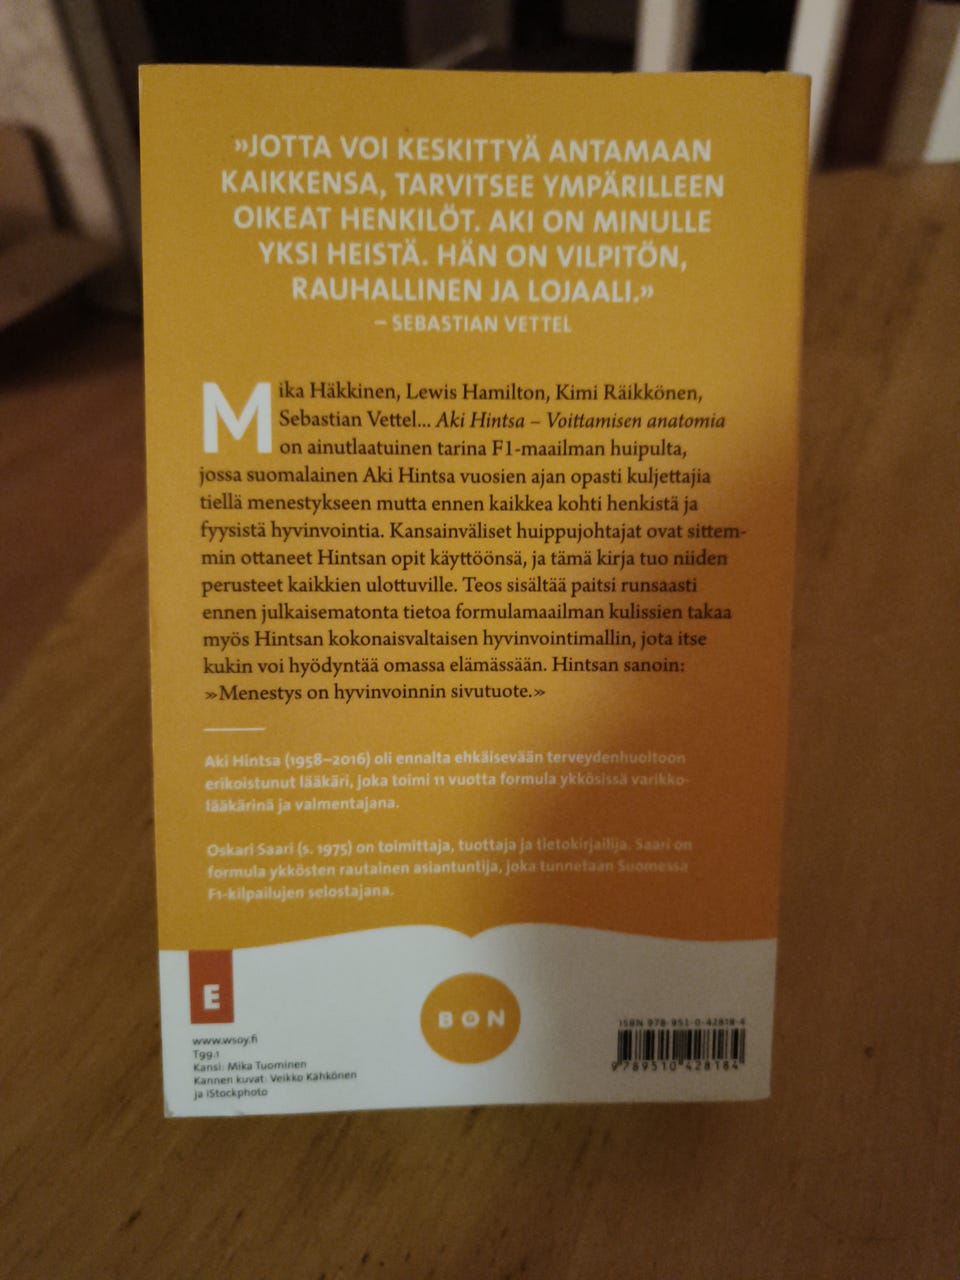 »JOTTA VOI KESKITTYÄ ANTAMAAN
KAIKKENSA, TARVITSEE YMPÄRILLEEN
OIKEAT HENKILÖT. AKI ON MINULLE
YKSI HEISTÄ. HÄN ON VILPITÖN,
RAUHALLINEN JA LOJAALI.»
– SEBASTIAN VETTEL
Mika Häkkinen, Lewis Hamilton, Kimi Räikkönen,
Sebastian Vettel... Aki Hintsa – Voittamisen anatomia
on ainutlaatuinen tarina F1-maailman huipulta,
jossa suomalainen Aki Hintsa vuosien ajan opasti kuljettajia
tiellä menestykseen mutta ennen kaikkea kohti henkistä ja
fyysistä hyvinvointia. Kansainväliset huippujohtajat ovat sittem-
min ottaneet Hintsan opit käyttöönsä, ja tämä kirja tuo niiden
perusteet kaikkien ulottuville. Teos sisältää paitsi runsaasti
ennen julkaisematonta tietoa formulamaailman kulissien takaa
myös Hintsan kokonaisvaltaisen hyvinvointimallin, jota itse
kukin voi hyödyntää omassa elämässään. Hintsan sanoin:
»Menestys on hyvinvoinnin sivutuote.»
Aki Hintsa (1958–2016) oli ennalta ehkäisevään terveydenhuoltoon
erikoistunut lääkäri, joka toimi 11 vuotta formula ykkösissä varikko-
lääkärinä ja valmentajana.
Oskari Saari (s. 1975) on toimittaja, tuottaja ja tietokirjailija. Saari on
formula ykkösten rautainen asiantuntija, joka tunnetaan Suomessa
F1-kilpailujen selostajana.
E
BON
www.wsoy.fi
T99.1
Kansi: Mika Tuominen
Kannen kuvat: Veikko Kähkönen
ja iStockphoto
ISBN 978-951-0-42818-4
9789510428184